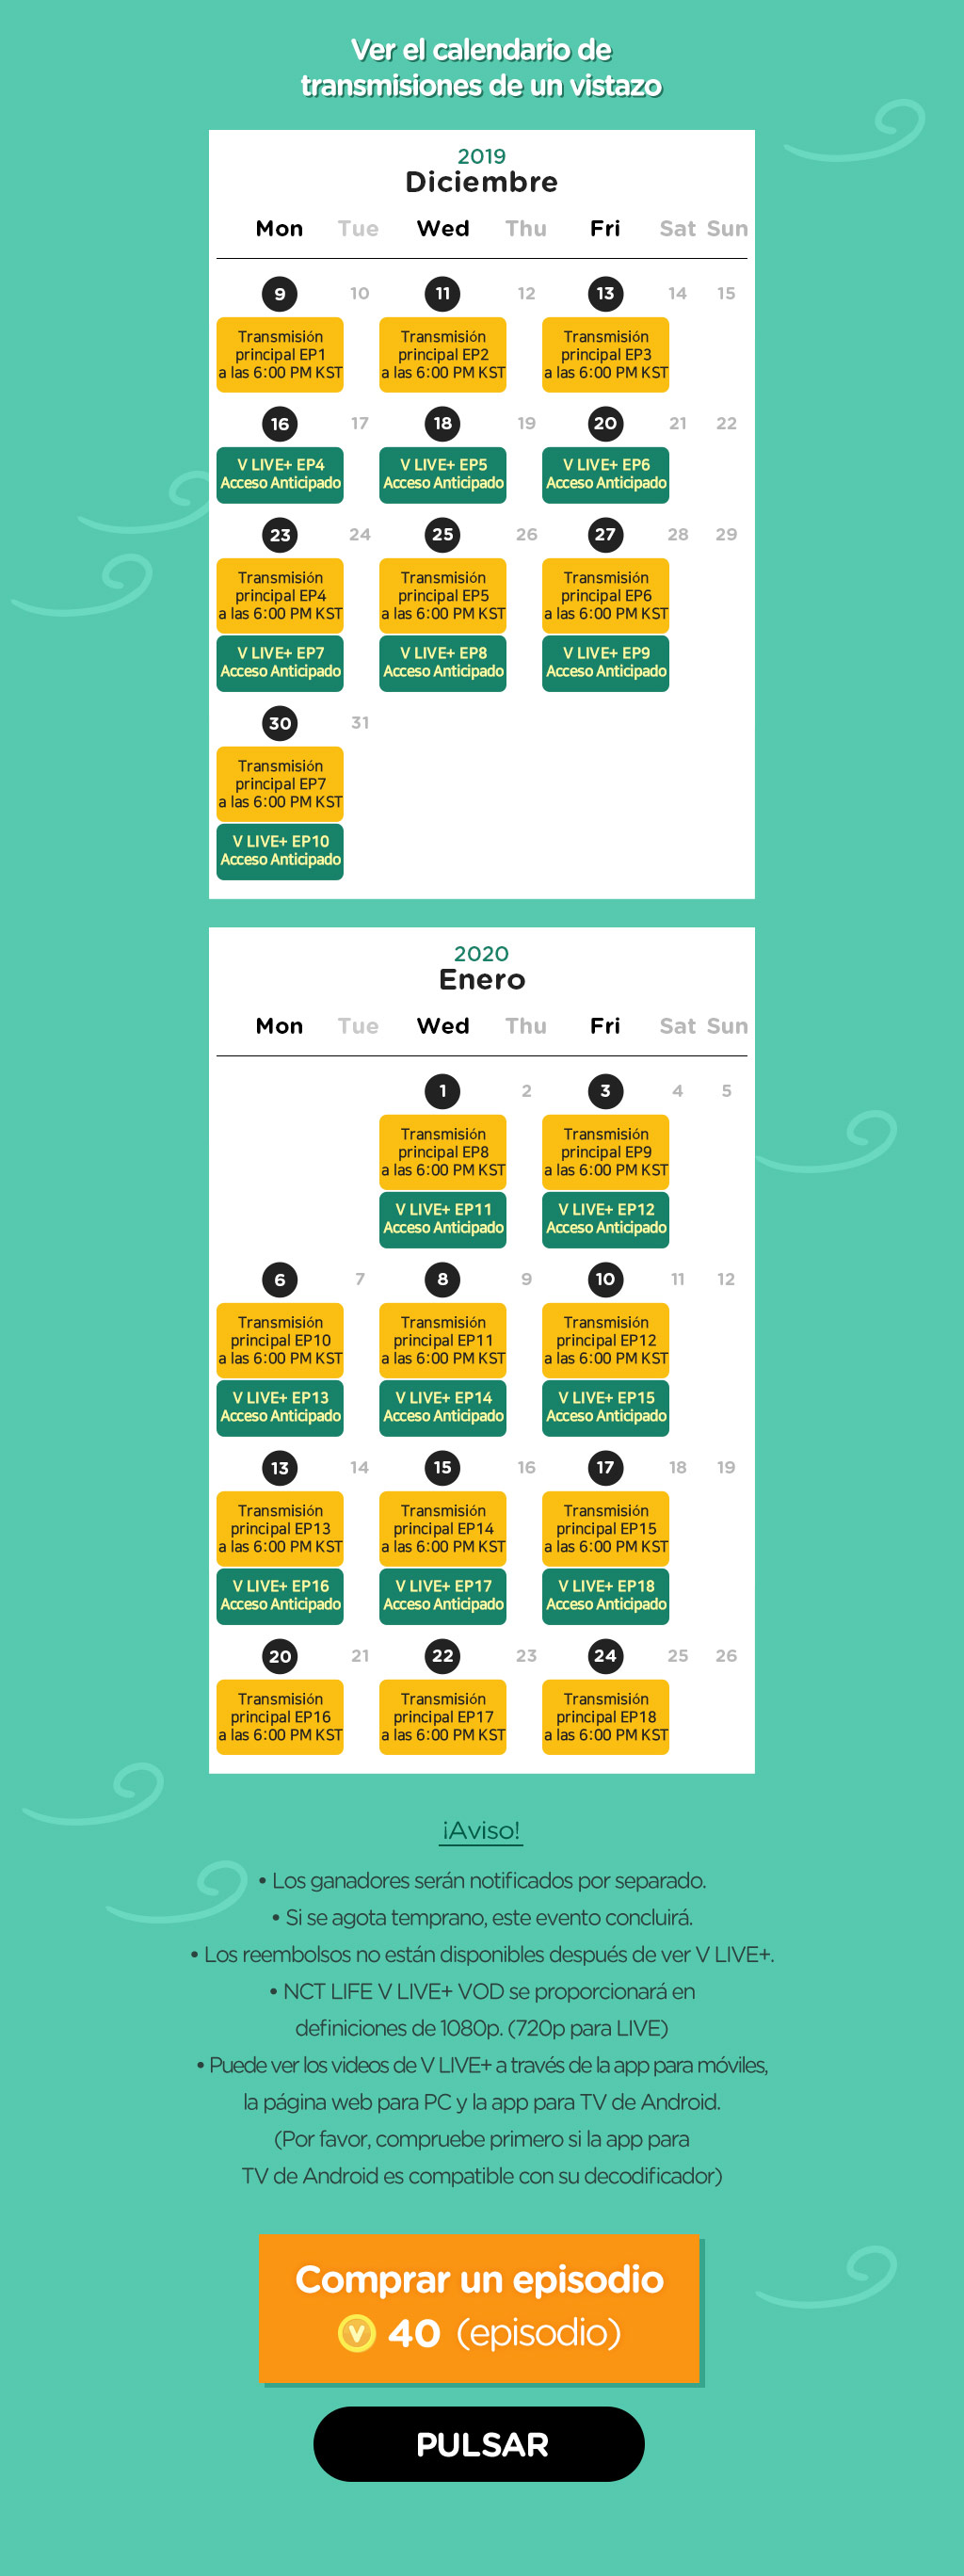 Ver el calendario de
transmisiones de un vistazo
2019
Diciembre
Mon Tue Wed Thu Fri Sat Sun
9 10 11 12 13 14 15
Transmisión Transmisión Transmisión
principal EP1 principal EP2 principal EP3
a las 6:00 PM KST a las 6:00 PM KST a las 6:00 PM KST
16 17 18 19 20 21 22
V LIVE+ EP4 V LIVE+ EP5 V LIVE+ EP6
Acceso Anticipado Acceso Anticipado Acceso Anticipado
23 24 25 26 27 28 29
Transmisión Transmisión Transmisión
principal EP4 principal EP5 principal EP6
a las 6:00 PM KST a las 6:00 PM KST a las 6:00 PM KST
V LIVE+ EP7 V LIVE+ EP8 V LIVE+ EP9
Acceso Anticipado Acceso Anticipado Acceso Anticipado
30 31
Transmisión
principal EP7
a las 6:00 PM KST
V LIVE+ EP10
Acceso Anticipado
2020
Enero
Mon Tue Wed Thu Fri Sat Sun
1 2 3 4 5
Transmisión Transmisión
principal EP8 principal EP9
a las 6:00 PM KST a las 6:00 PM KST
V LIVE+ EP11 V LIVE+ EP12
Acceso Anticipado Acceso Anticipado
6 7 8 9 10 11 12
Transmisión Transmisión Transmisión
principal EP10 principal EP11 principal EP12
a las 6:00 PM KST a las 6:00 PM KST a las 6:00 PM KST
V LIVE+ EP13 V LIVE+ EP14 V LIVE+ EP15
Acceso Anticipado Acceso Anticipado Acceso Anticipado
13 14 15 16 17 18 19
Transmisión Transmisión Transmisión
principal EP13 principal EP14 principal EP15
a las 6:00 PM KST a las 6:00 PM KST a las 6:00 PM KST
V LIVE+ EP16 V LIVE+ EP17 V LIVE+ EP18
Acceso Anticipado Acceso Anticipado Acceso Anticipado
20 21 22 23 24 25 26
Transmisión Transmisión Transmisión
principal EP16 principal EP17 principal EP18
a las 6:00 PM KST a las 6:00 PM KST a las 6:00 PM KST
¡Aviso!
• Los ganadores serán notificados por separado.
• Si se agota temprano, este evento concluirá.
• Los reembolsos no están disponibles después de ver V LIVE+.
• NCT LIFE V LIVE+ VOD se proporcionará en
definiciones de 1080p. (720p para LIVE)
• Puede ver los videos de V LIVE+ a través de la app para móviles,
la página web para PC y la app para TV de Android.
(Por favor, compruebe primero si la app para
TV de Android es compatible con su decodificador)
Comprar un episodio
V 40 (episodio)
PULSAR